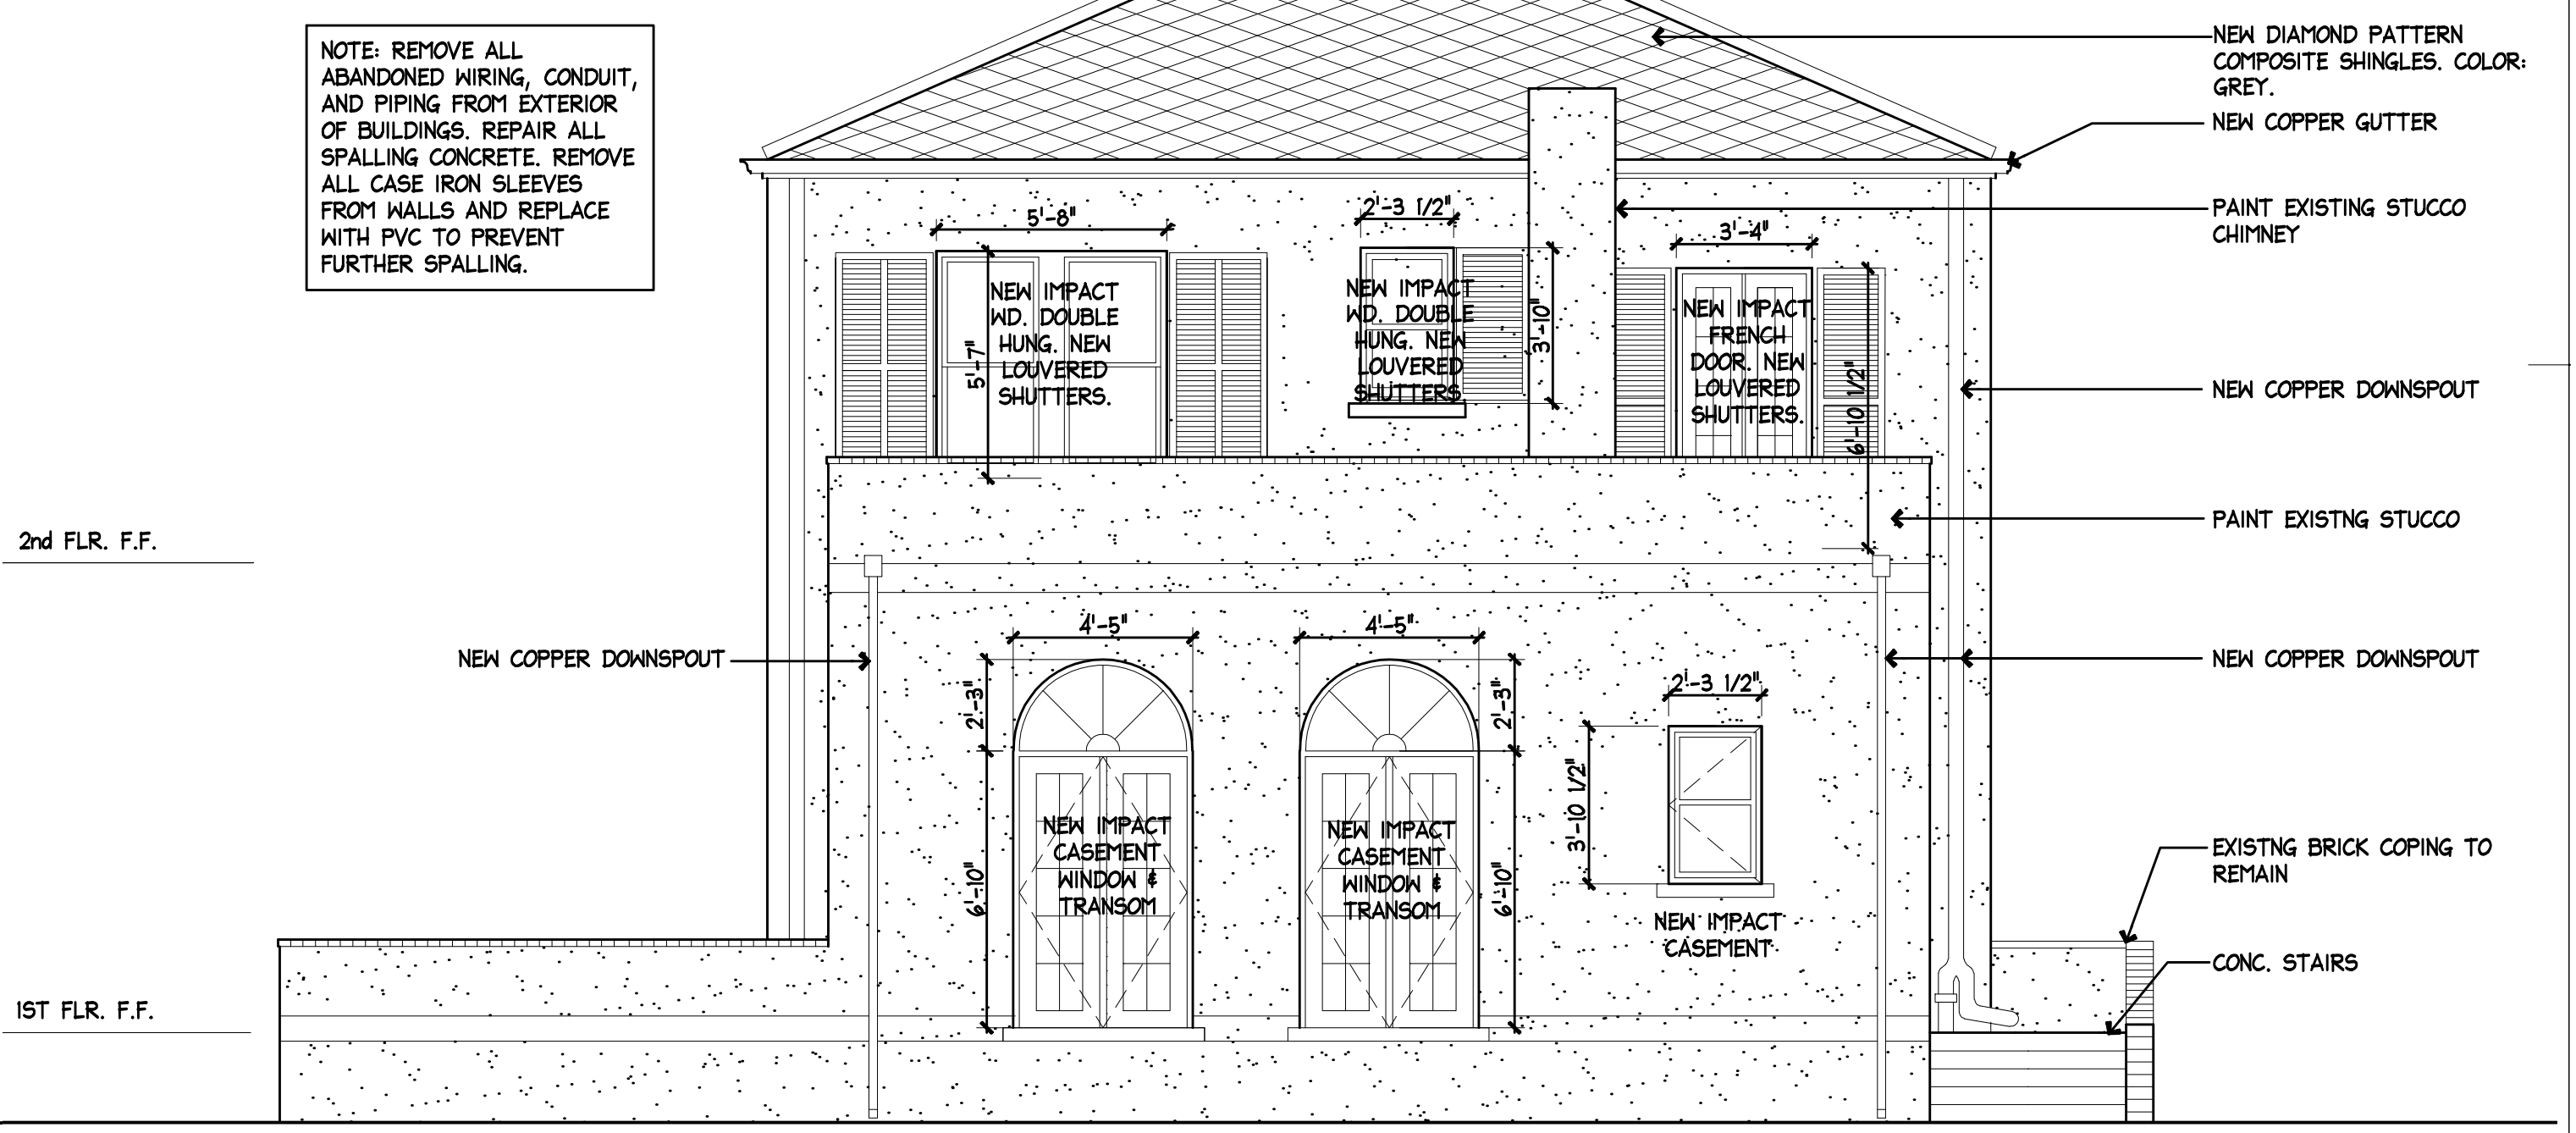 NOTE: REMOVE ALL
ABANDONED WIRING, CONDUIT,
AND PIPING FROM EXTERIOR
OF BUILDINGS. REPAIR ALL
SPALLING CONCRETE. REMOVE
ALL CASE IRON SLEEVES
FROM WALLS AND REPLACE
WITH PVC TO PREVENT
FURTHER SPALLING.
NEW DIAMOND PATTERN
COMPOSITE SHINGLES. COLOR:
GREY.
NEW COPPER GUTTER
PAINT EXISTING STUCCO
CHIMNEY
5'-8"
2'-3 1/2"
3'-4"
5'-7"
NEW IMPACT
WD. DOUBLE
HUNG. NEW
LOUVERED
SHUTTERS.
NEW IMPACT
WD. DOUBLE
HUNG. NEW
LOUVERED
SHUTTERS
3'-10"
NEW IMPACT
FRENCH
DOOR. NEW
LOUVERED
SHUTTERS.
6'-10 1/2"
NEW COPPER DOWNSPOUT
PAINT EXISTNG STUCCO
2nd FLR. F.F.
NEW COPPER DOWNSPOUT
4'-5"
4'-5"
2'-3"
2'-3"
2'-3 1/2"
NEW COPPER DOWNSPOUT
3'-10 1/2"
6'-10"
NEW IMPACT
CASEMENT
WINDOW &
TRANSOM
NEW IMPACT
CASEMENT
WINDOW &
TRANSOM
6'-10"
NEW IMPACT
CASEMENT
EXISTNG BRICK COPING TO
REMAIN
CONC. STAIRS
1ST FLR. F.F.